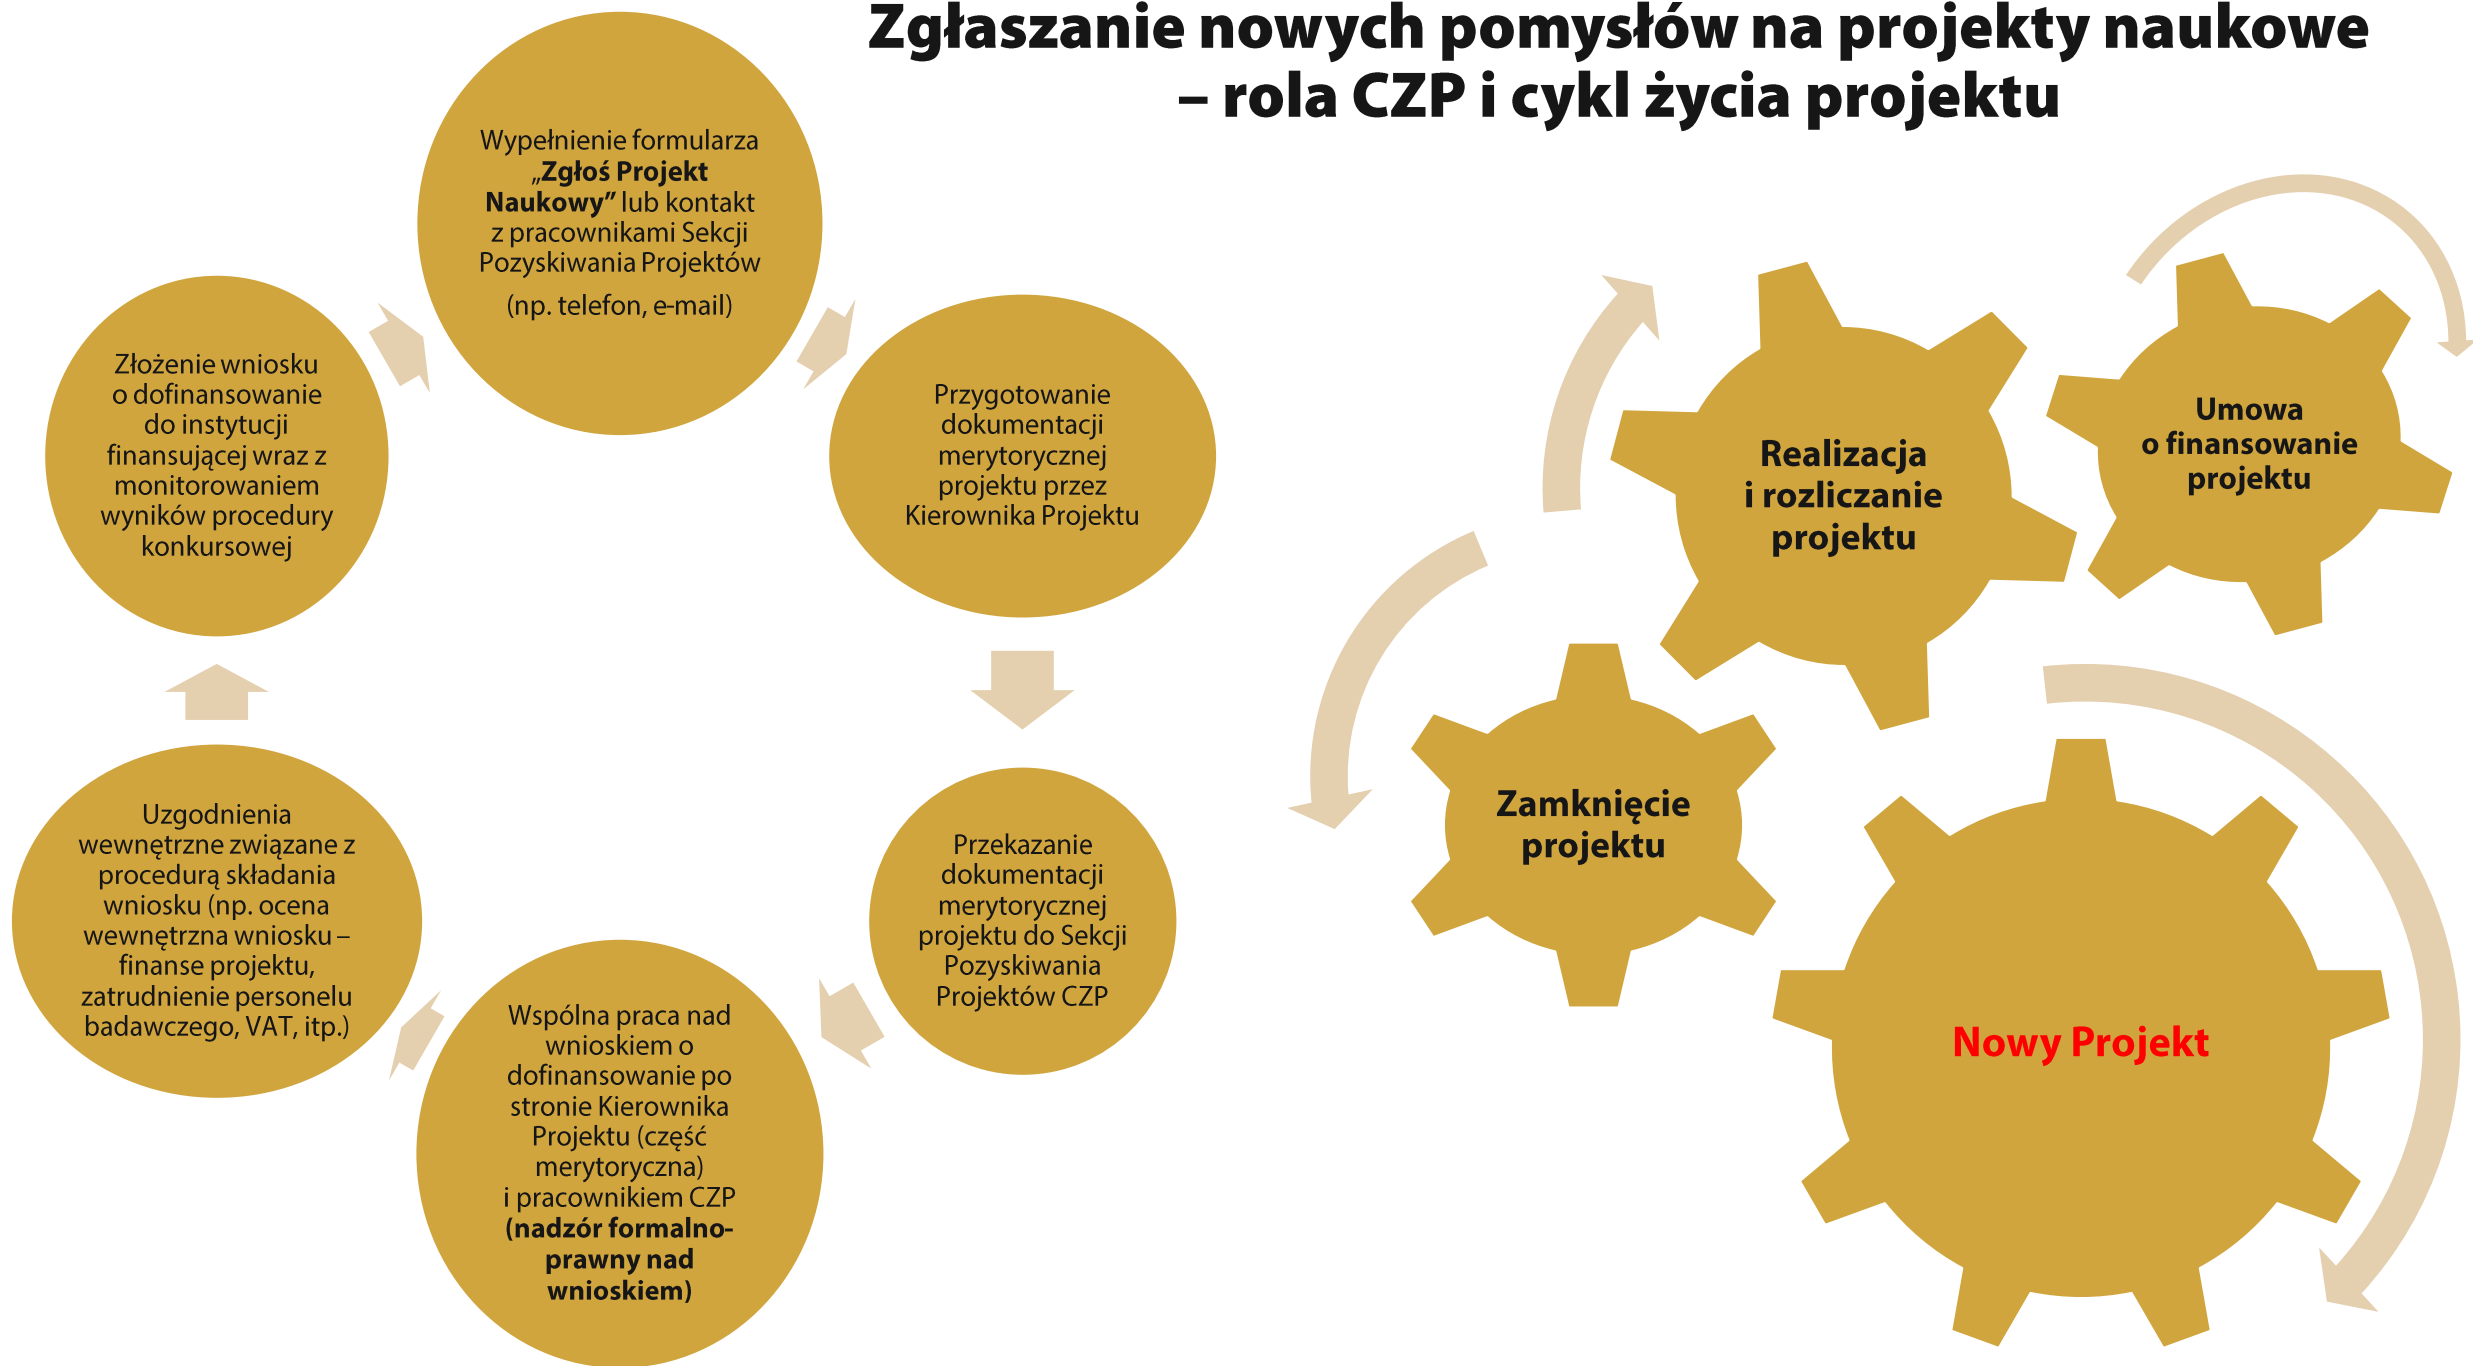 Zgłaszanie nowych pomysłów na projekty naukowe
– rola CZP i cykl życia projektu
Wypełnienie formularza
„Zgłoś Projekt
Naukowy” lub kontakt
z pracownikami Sekcji
Pozyskiwania Projektów
(np. telefon, e-mail)
Przygotowanie
dokumentacji
merytorycznej
projektu przez
Kierownika Projektu
Przekazanie
dokumentacji
merytorycznej
projektu do Sekcji
Pozyskiwania
Projektów CZP
Wspólna praca nad
wnioskiem o
dofinansowanie po
stronie Kierownika
Projektu (część
merytoryczna)
i pracownikiem CZP
(nadzór formalno-
prawny nad
wnioskiem)
Uzgodnienia
wewnętrzne związane z
procedurą składania
wniosku (np. ocena
wewnętrzna wniosku –
finanse projektu,
zatrudnienie personelu
badawczego, VAT, itp.)
Złożenie wniosku
o dofinansowanie
do instytucji
finansującej wraz z
monitorowaniem
wyników procedury
konkursowej
Umowa
o finansowanie
projektu
Realizacja
i rozliczanie
projektu
Zamknięcie
projektu
Nowy Projekt